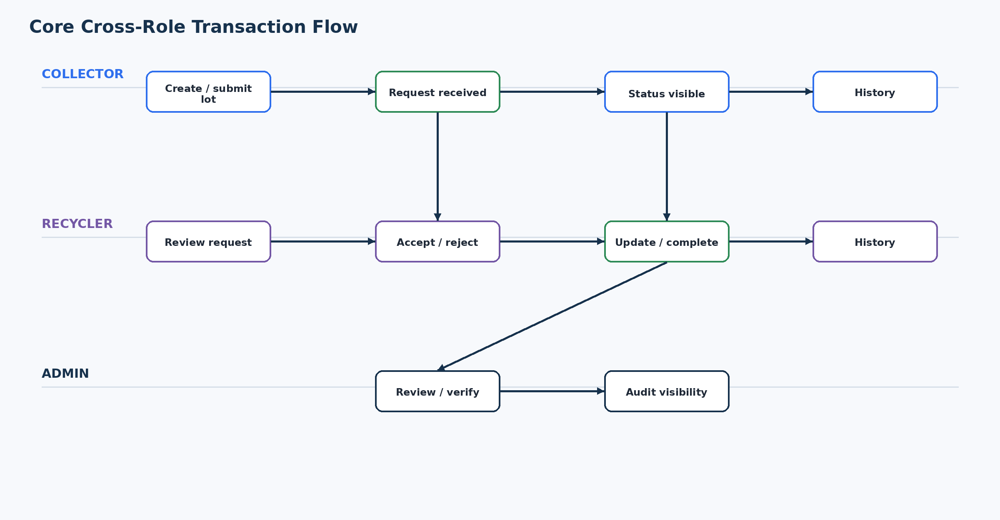 Core Cross-Role Transaction Flow
COLLECTOR
Create / submit
lot
Request received
Status visible
History
RECYCLER
Review request
Accept / reject
Update / complete
History
ADMIN
Review / verify
Audit visibility